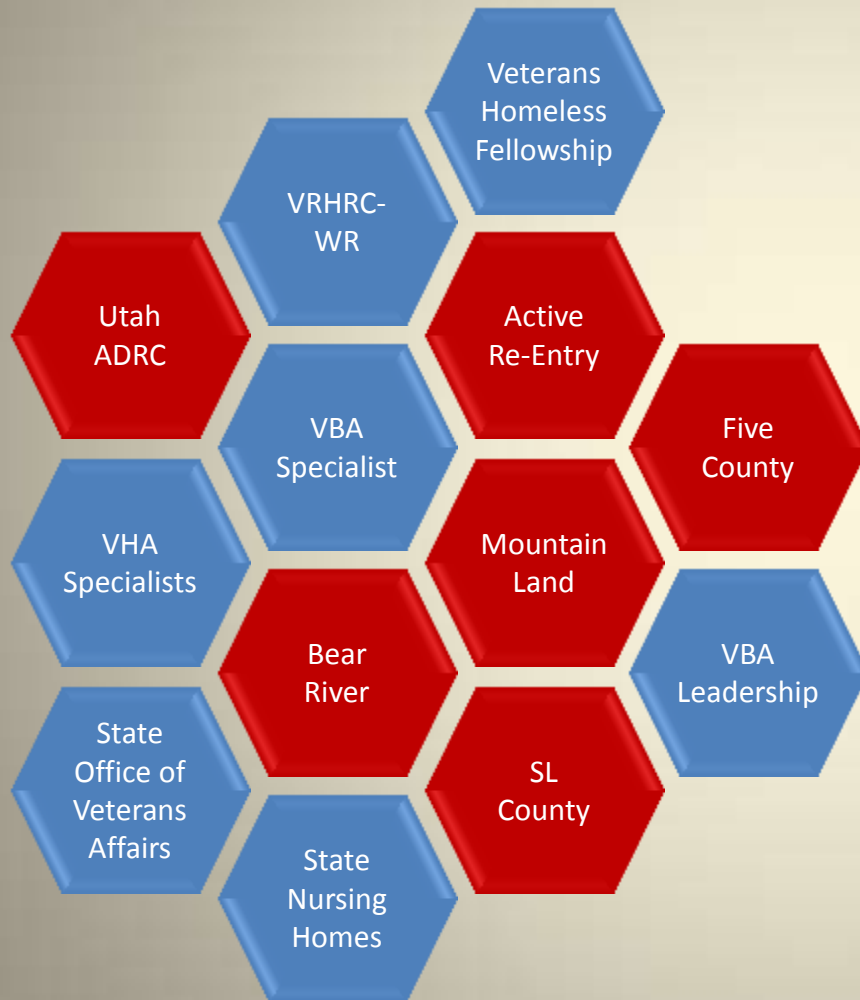 Veterans
Homeless
Fellowship
VRHRC-
WR
Utah
ADRC
Active
Re-Entry
VBA
Specialist
Five
County
VHA
Specialists
Mountain
Land
Bear
River
VBA
Leadership
State
Office of
Veterans
Affairs
SL
County
State
Nursing
Homes